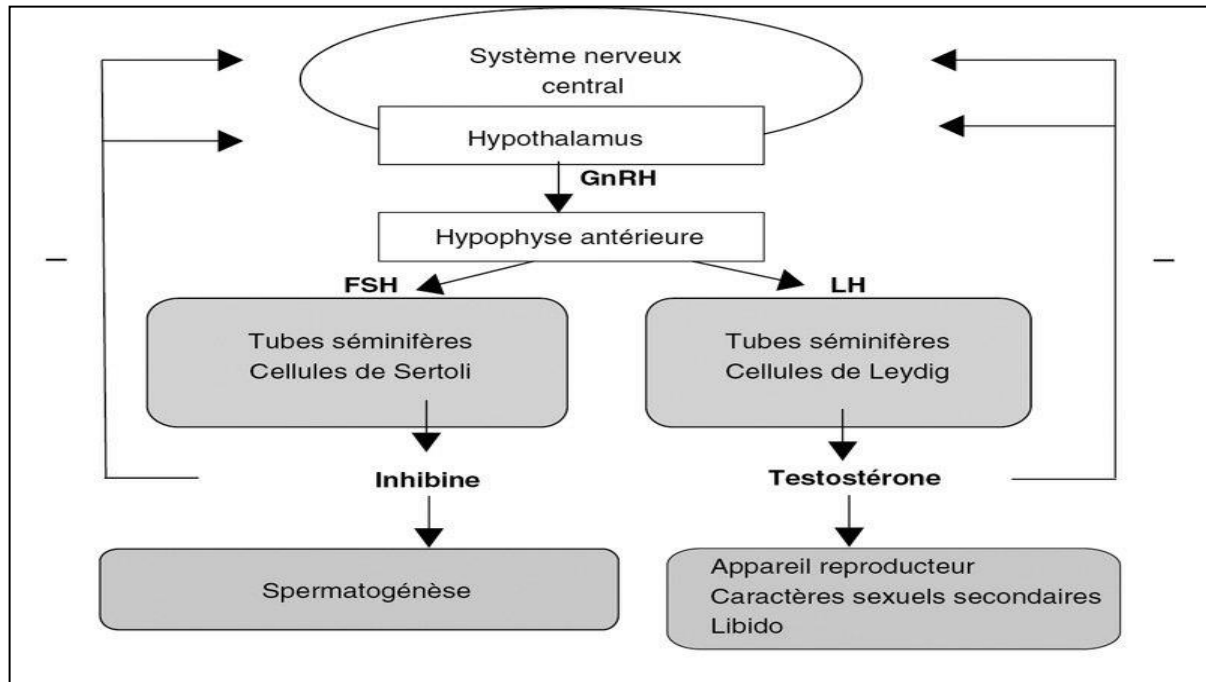 Système nerveux
central
Hypothalamus
GnRH
Hypophyse antérieure
–
–
FSH
LH
Tubes séminifères
Cellules de Sertoli
Tubes séminifères
Cellules de Leydig
Inhibine
Testostérone
Spermatogénèse
Appareil reproducteur
Caractères sexuels secondaires
Libido